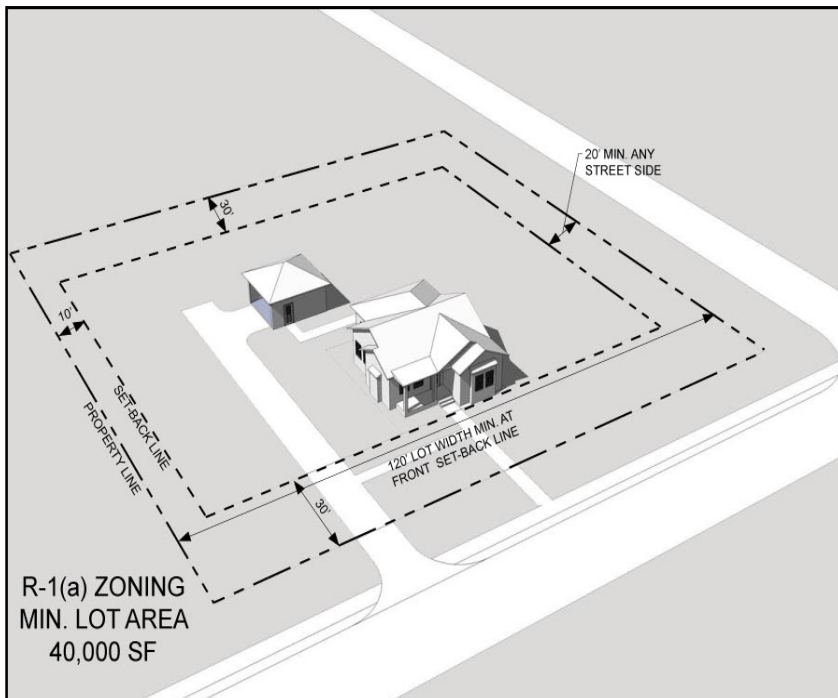 20' MIN. ANY
STREET SIDE
30'
10'
SET-BACK LINE
PROPERTY LINE
120' LOT WIDTH MIN. AT
FRONT SET-BACK LINE
30'
R-1(a) ZONING
MIN. LOT AREA
40,000 SF